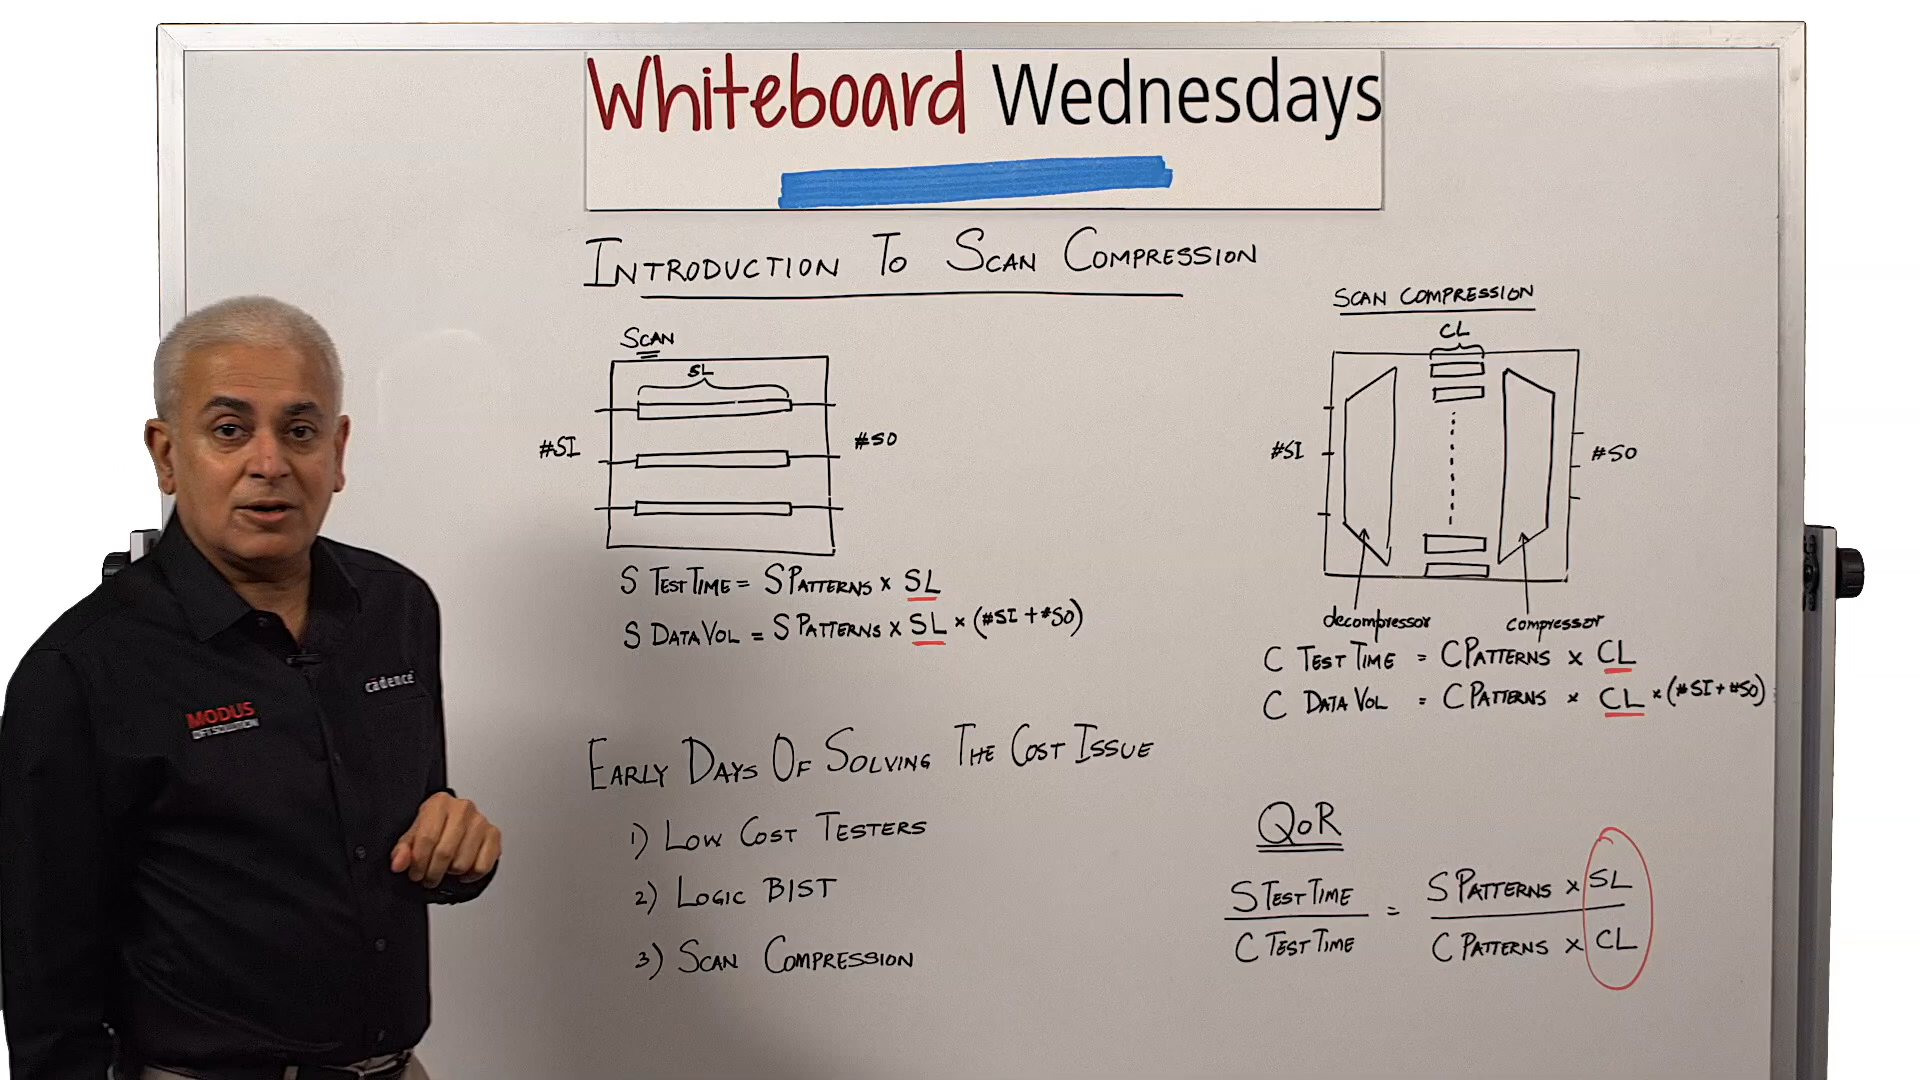 Whiteboard Wednesdays
INTRODUCTION TO SCAN COMPRESSION
SCAN
SL
#SI
#SO
S TEST TIME = S PATTERNS × SL
S DATA VOL = S PATTERNS × SL × (#SI + #SO)
EARLY DAYS OF SOLVING THE COST ISSUE
1) LOW COST TESTERS
2) LOGIC BIST
3) SCAN COMPRESSION
SCAN COMPRESSION
CL
#SI
#SO
decompressor
compressor
C TEST TIME = C PATTERNS × CL
C DATA VOL = C PATTERNS × CL × (#SI + #SO)
QoR
S TEST TIME = S PATTERNS × SL
C TEST TIME C PATTERNS × CL
cādence
MODUS
DFT SOLUTION